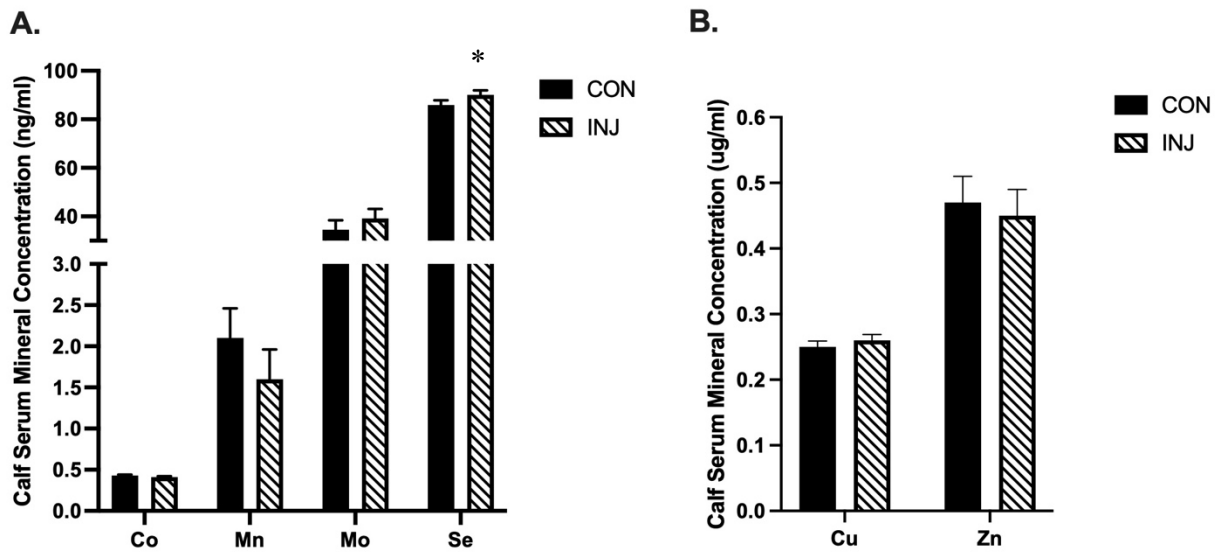 A.
Calf Serum Mineral Concentration (ng/ml)
100
80
60
40
3.0
2.5
2.0
1.5
1.0
0.5
0.0
*
Co Mn Mo Se
CON
INJ
B.
Calf Serum Mineral Concentration (ug/ml)
0.6
0.5
0.4
0.3
0.2
0.1
0.0
Cu Zn
CON
INJ